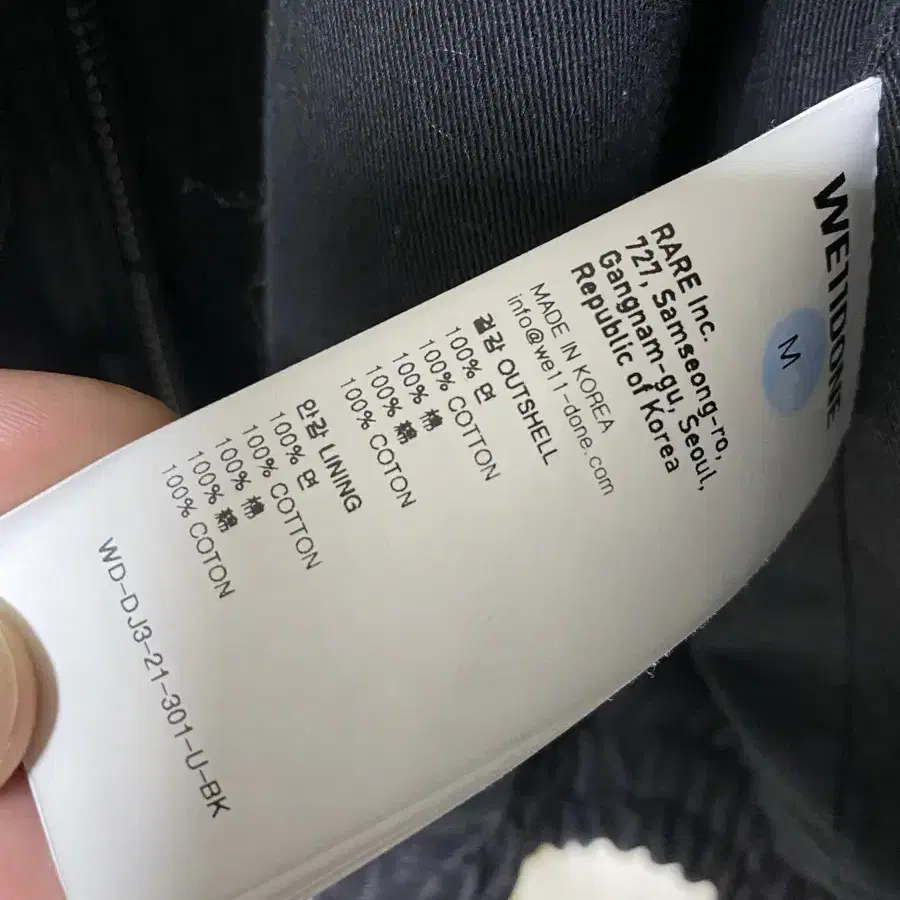 WE11DONE
M
RARE Inc.
727, Samseong-ro,
Gangnam-gu, Seoul,
Republic of Korea
MADE IN KOREA
info@we11-done.com
겉감 OUTSHELL
100% 면
100% COTTON
100% 棉
100% 綿
100% COTON
안감 LINING
100% 면
100% COTTON
100% 棉
100% 綿
100% COTON
WD-DJ3-21-301-U-BK